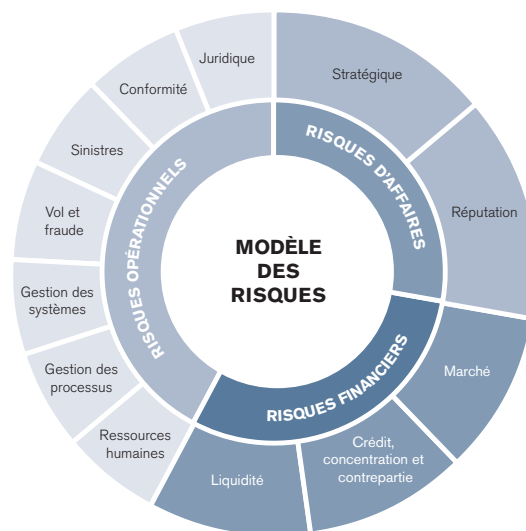 MODÈLE
DES
RISQUES
RISQUES D'AFFAIRES
Stratégique
Réputation
RISQUES FINANCIERS
Marché
Crédit,
concentration et
contrepartie
Liquidité
RISQUES OPÉRATIONNELS
Ressources
humaines
Gestion des
processus
Gestion des
systèmes
Vol et
fraude
Sinistres
Conformité
Juridique